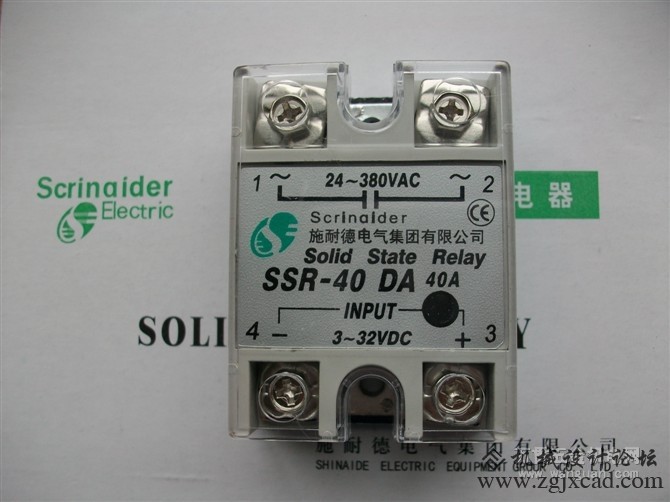 1 ~ 24~380VAC ~ 2
Scrinaider
施耐德电气集团有限公司
Solid State Relay
SSR-40 DA 40A
INPUT
4 − 3~32VDC + 3
CE
Scrinaider
Electric
电器
SOLI
Y
施耐德电气集团有限公司
SHINAIDE ELECTRIC EQUIPMENT
机械设计论坛
www.zgjxcad.com